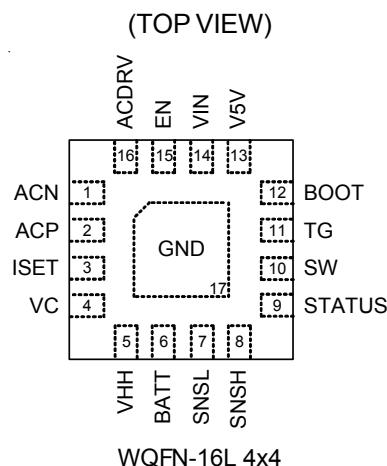 (TOP VIEW)
ACDRV
EN
VIN
V5V
16
15
14
13
ACN 1
12 BOOT
ACP 2
11 TG
GND
ISET 3
10 SW
17
VC 4
9 STATUS
5
6
7
8
VHH
BATT
SNSL
SNSH
WQFN-16L 4x4